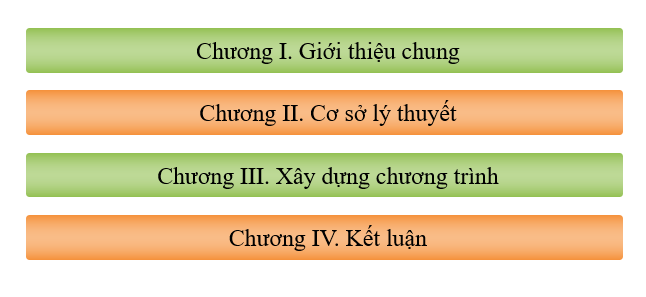 Chương I. Giới thiệu chung
Chương II. Cơ sở lý thuyết
Chương III. Xây dựng chương trình
Chương IV. Kết luận